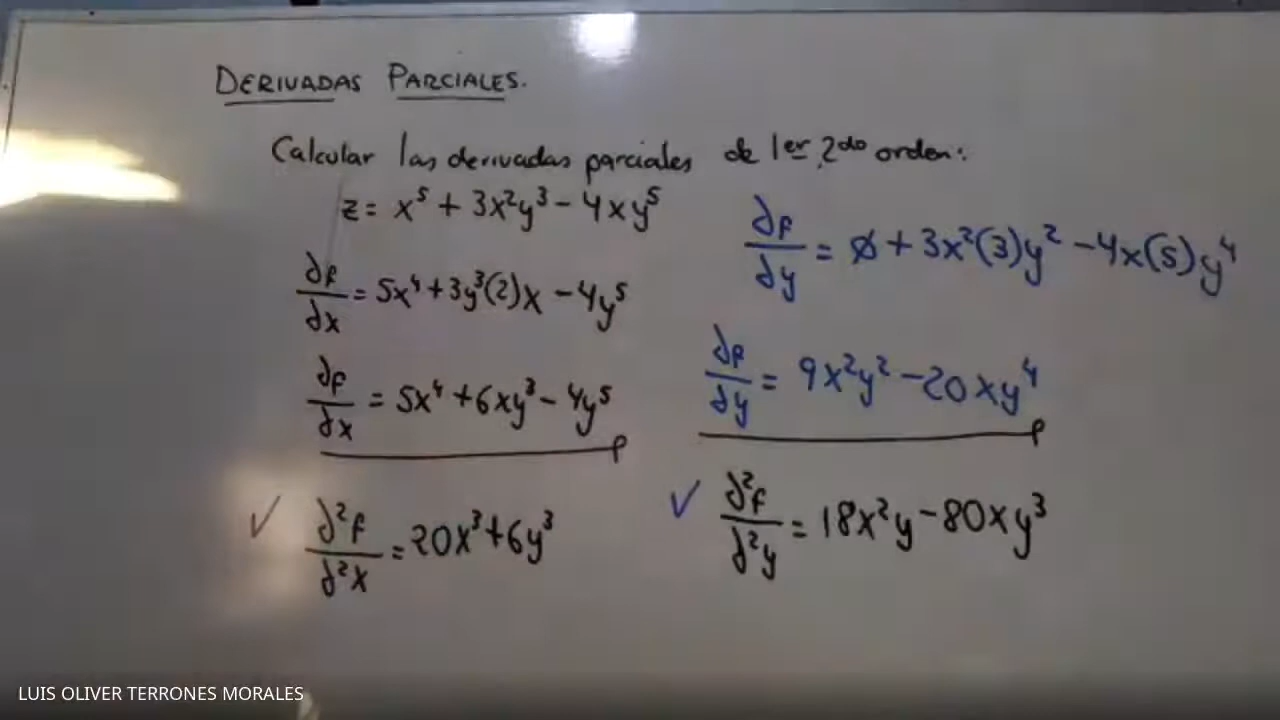 DERIVADAS PARCIALES.
Calcular las derivadas parciales de 1er, 2do orden:
z = x⁵ + 3x²y³ - 4xy⁵
∂f/∂x = 5x⁴ + 3y³(2)x - 4y⁵
∂f/∂x = 5x⁴ + 6xy³ - 4y⁵
✓ ∂²f/∂²x = 20x³ + 6y³
∂f/∂y = 0 + 3x²(3)y² - 4x(5)y⁴
∂f/∂y = 9x²y² - 20xy⁴
✓ ∂²f/∂²y = 18x²y - 80xy³
LUIS OLIVER TERRONES MORALES